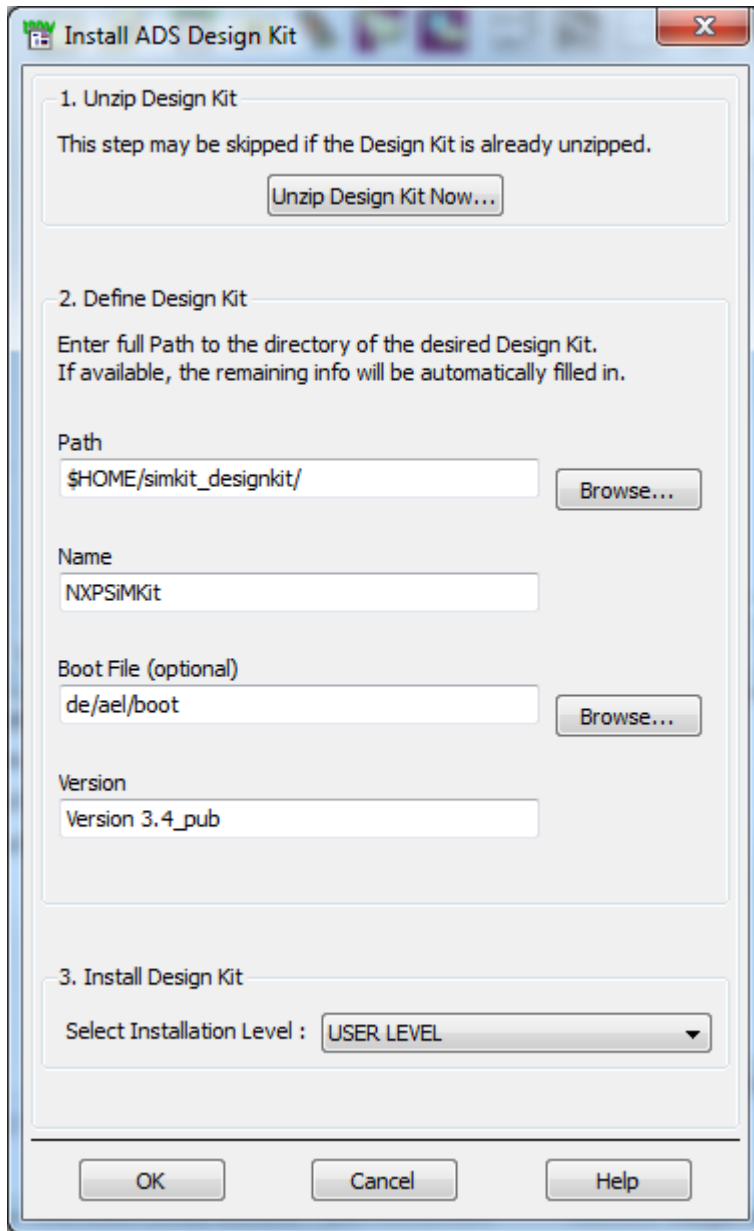 Install ADS Design Kit
1. Unzip Design Kit
This step may be skipped if the Design Kit is already unzipped.
Unzip Design Kit Now...
2. Define Design Kit
Enter full Path to the directory of the desired Design Kit.
If available, the remaining info will be automatically filled in.
Path
$HOME/simkit_designkit/
Browse...
Name
NXPSiMKit
Boot File (optional)
de/ael/boot
Browse...
Version
Version 3.4_pub
3. Install Design Kit
Select Installation Level :
USER LEVEL
OK
Cancel
Help